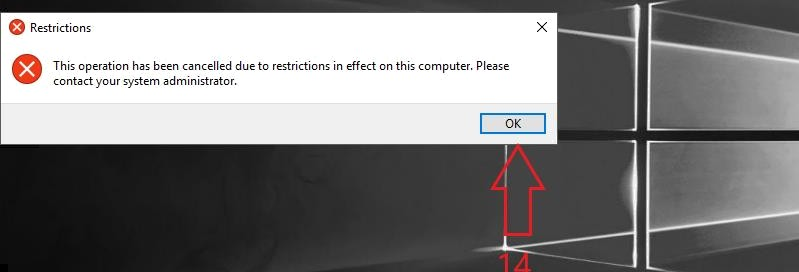 Restrictions
This operation has been cancelled due to restrictions in effect on this computer. Please
contact your system administrator.
OK
14